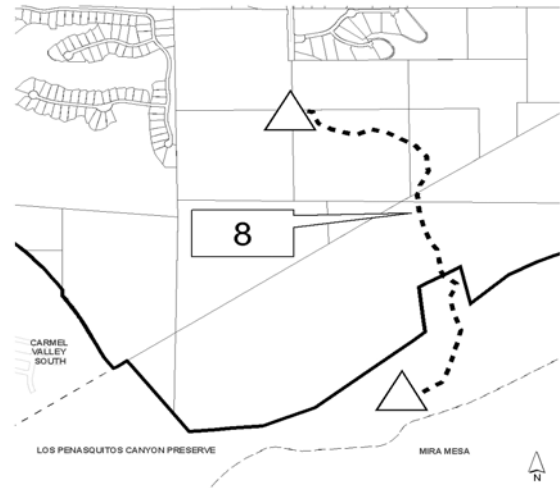 8
CARMEL
VALLEY
SOUTH
LOS PENASQUITOS CANYON PRESERVE
MIRA MESA
N